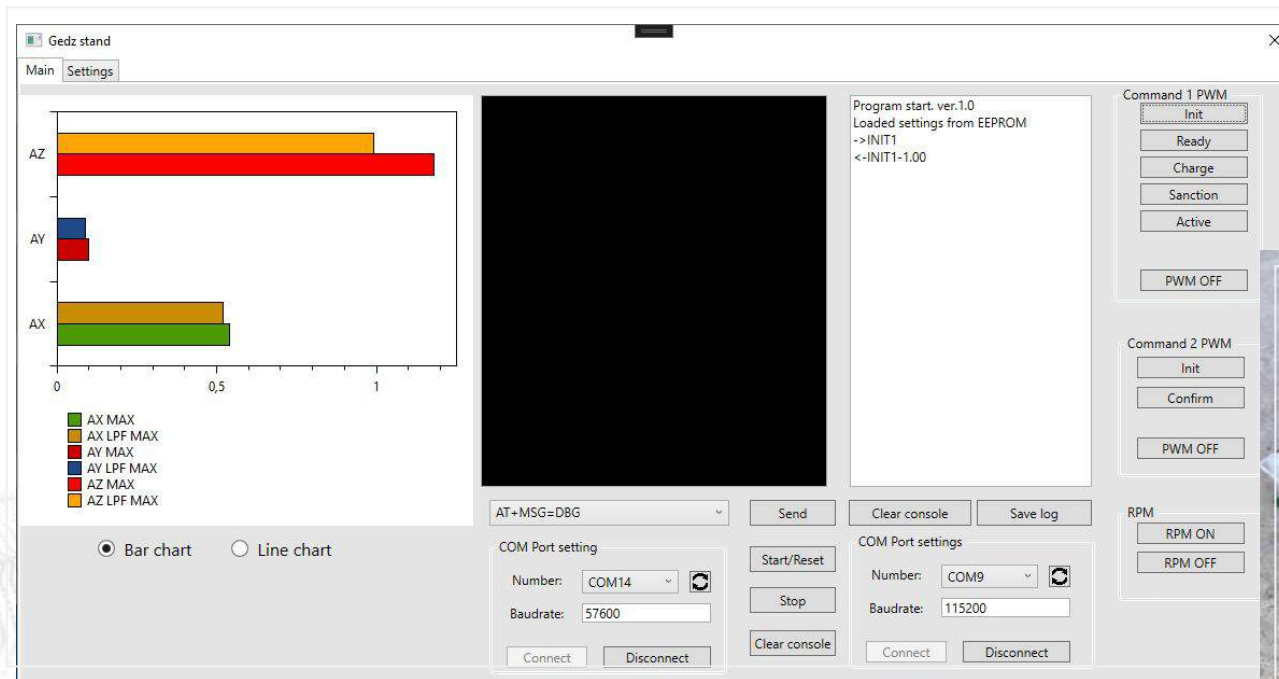 Gedz stand
Main Settings
AZ
AY
AX
0 0,5 1
AX MAX
AX LPF MAX
AY MAX
AY LPF MAX
AZ MAX
AZ LPF MAX
Bar chart Line chart
AT+MSG=DBG
Send
COM Port setting
Number: COM14
Baudrate: 57600
Connect Disconnect
Start/Reset
Stop
Clear console
Program start. ver.1.0
Loaded settings from EEPROM
->INIT1
<-INIT1-1.00
Clear console Save log
COM Port settings
Number: COM9
Baudrate: 115200
Connect Disconnect
Command 1 PWM
Init
Ready
Charge
Sanction
Active
PWM OFF
Command 2 PWM
Init
Confirm
PWM OFF
RPM
RPM ON
RPM OFF